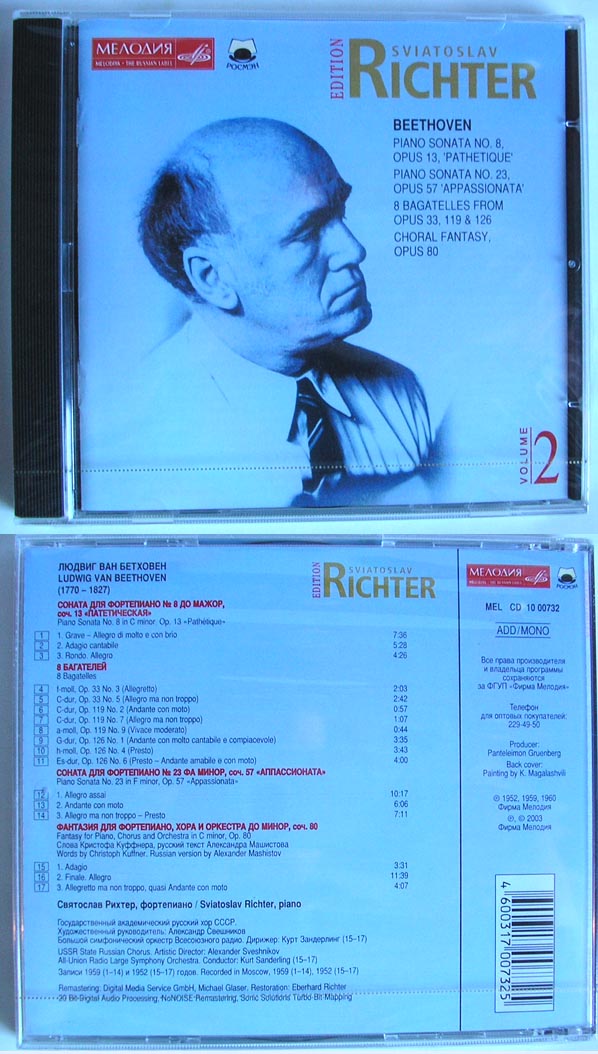 МЕЛОДИЯ
MELODIYA - THE RUSSIAN LABEL
РОСМЭН
EDITION
SVIATOSLAV
RICHTER
BEETHOVEN
PIANO SONATA NO. 8,
OPUS 13, 'PATHETIQUE'
PIANO SONATA NO. 23,
OPUS 57 'APPASSIONATA'
8 BAGATELLES FROM
OPUS 33, 119 & 126
CHORAL FANTASY,
OPUS 80
VOLUME 2
ЛЮДВИГ ВАН БЕТХОВЕН
LUDWIG VAN BEETHOVEN
(1770 – 1827)
EDITION
SVIATOSLAV
RICHTER
СОНАТА ДЛЯ ФОРТЕПИАНО № 8 ДО МАЖОР,
соч. 13 «ПАТЕТИЧЕСКАЯ»
Piano Sonata No. 8 in C minor. Op. 13 «Pathétique»
1 1. Grave – Allegro di molto e con brio 7:36
2 2. Adagio cantabile 5:28
3 3. Rondo. Allegro 4:26
8 БАГАТЕЛЕЙ
8 Bagatelles
4 f-moll, Op. 33 No. 3 (Allegretto) 2:03
5 C-dur, Op. 33 No. 5 (Allegro ma non troppo) 2:42
6 C-dur, Op. 119 No. 2 (Andante con moto) 0:57
7 C-dur, Op. 119 No. 7 (Allegro ma non troppo) 1:07
8 a-moll, Op. 119 No. 9 (Vivace moderato) 0:44
9 G-dur, Op. 126 No. 1 (Andante con molto cantabile e compiacevole) 3:35
10 h-moll, Op. 126 No. 4 (Presto) 3:43
11 Es-dur, Op. 126 No. 6 (Presto – Andante amabile e con moto) 4:00
СОНАТА ДЛЯ ФОРТЕПИАНО № 23 ФА МИНОР, соч. 57 «АППАССИОНАТА»
Piano Sonata No. 23 in F minor, Op. 57 «Appassionata»
12 1. Allegro assai 10:17
13 2. Andante con moto 6:06
14 3. Allegro ma non troppo – Presto 7:11
ФАНТАЗИЯ ДЛЯ ФОРТЕПИАНО, ХОРА И ОРКЕСТРА ДО МИНОР, соч. 80
Fantasy for Piano, Chorus and Orchestra in C minor, Op. 80
Слова Кристофа Куффнера, русский текст Александра Машистова
Words by Christoph Kuffner. Russian version by Alexander Mashistov
15 1. Adagio 3:31
16 2. Finale. Allegro 11:39
17 3. Allegretto ma non troppo, quasi Andante con moto 4:07
Святослав Рихтер, фортепиано / Sviatoslav Richter, piano
Государственный академический русский хор СССР.
Художественный руководитель: Александр Свешников
Большой симфонический оркестр Всесоюзного радио. Дирижер: Курт Зандерлинг (15–17)
USSR State Russian Chorus. Artistic Director: Alexander Sveshnikov
All-Union Radio Large Symphony Orchestra. Conductor: Kurt Sanderling (15–17)
Записи 1959 (1–14) и 1952 (15–17) годов. Recorded in Moscow, 1959 (1–14), 1952 (15–17)
Remastering: Digital Media Service GmbH, Michael Glaser. Restoration: Eberhard Richter
20 Bit Digital Audio Processing, NoNOISE Remastering, Sonic Solutions Turbo Bit Mapping
МЕЛОДИЯ
MELODIYA - THE RUSSIAN LABEL
РОСМЭН
MEL CD 10 00732
ADD/MONO
Все права производителя
и владельца программы
сохраняются
за ФГУП «Фирма Мелодия»
Телефон
для оптовых покупателей:
229-49-50
Producer:
Panteleimon Gruenberg
Back cover:
Painting by K. Magalashvili
℗ 1952, 1959, 1960
Фирма Мелодия
℗, © 2003
Фирма Мелодия
4 600317 007325